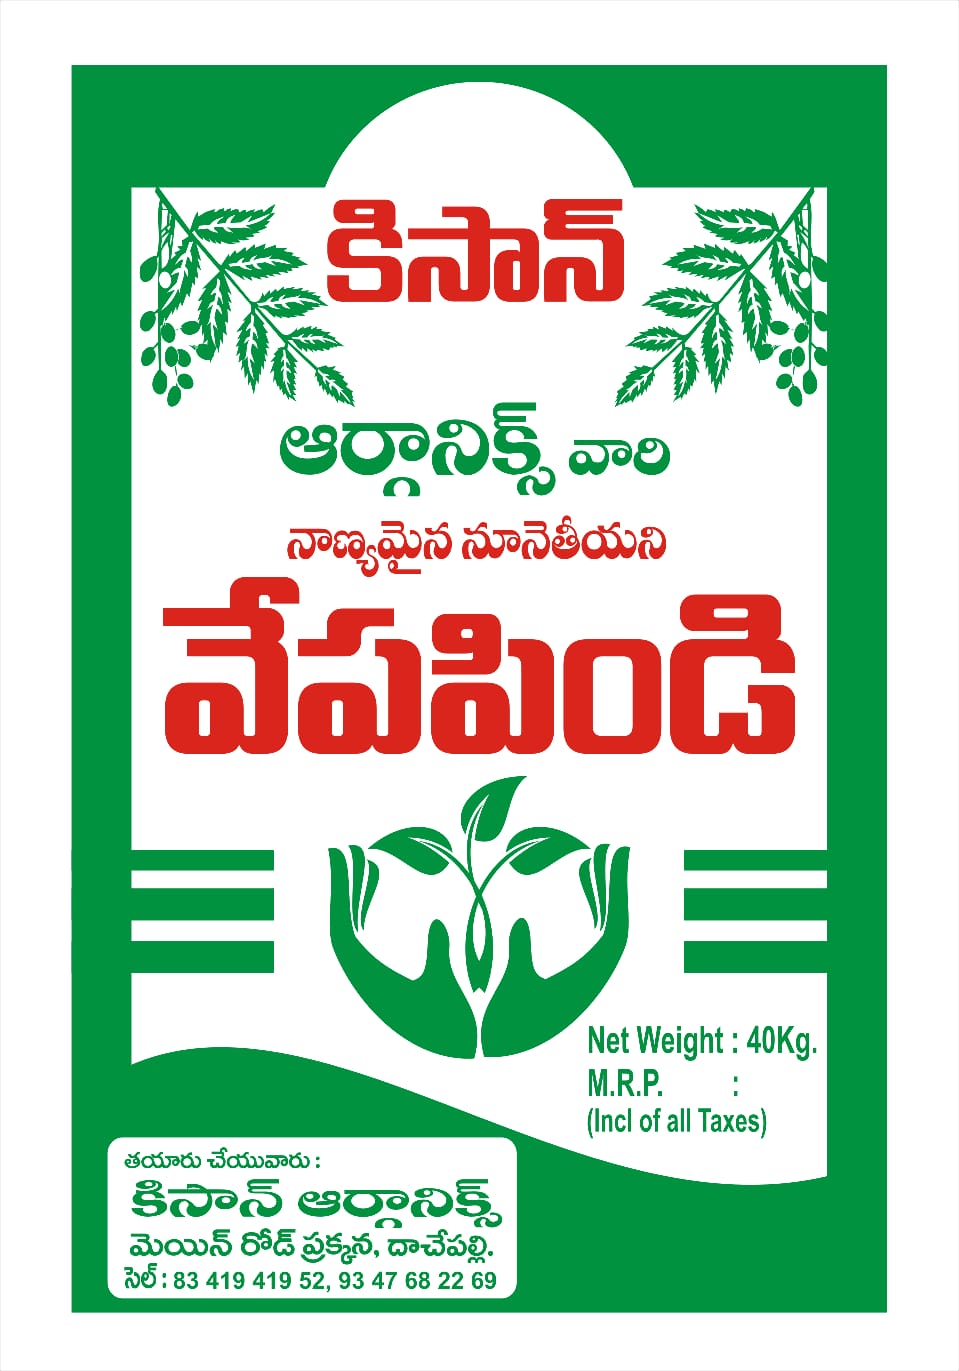 కిసాన్
ఆర్గానిక్స్ వారి
నాణ్యమైన నూనెతీయని
వేపపిండి
Net Weight : 40Kg.
M.R.P. :
(Incl of all Taxes)
తయారు చేయువారు :
కిసాన్ ఆర్గానిక్స్
మెయిన్ రోడ్ ప్రక్కన, దాచేపల్లి.
సెల్ : 83 419 419 52, 93 47 68 22 69